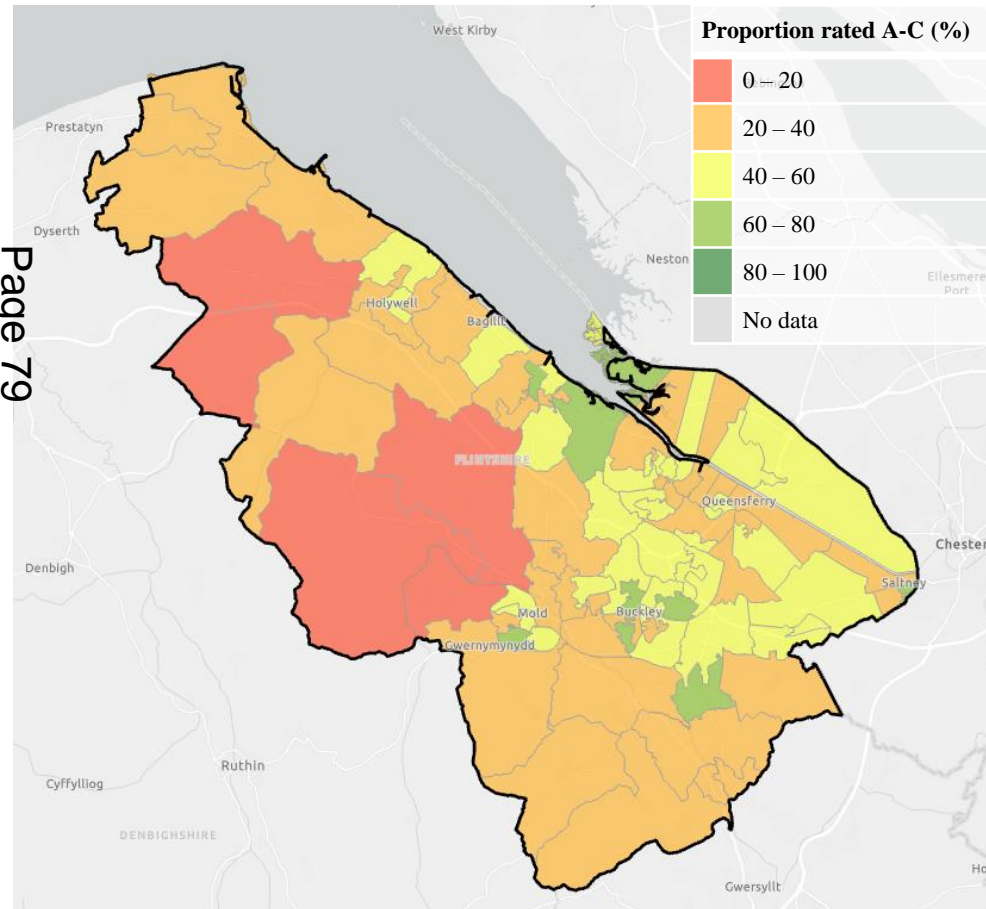 West Kirby
Proportion rated A-C (%)
0 – 20
20 – 40
40 – 60
60 – 80
80 – 100
No data
Prestatyn
Dyserth
Neston
Ellesmere
Port
Page 79
Holywell
Bagillt
FLINTSHIRE
Queensferry
Chester
Denbigh
Saltney
Mold
Buckley
Gwernymynydd
Ruthin
Cyffylliog
DENBIGHSHIRE
Gwersyllt
Ho